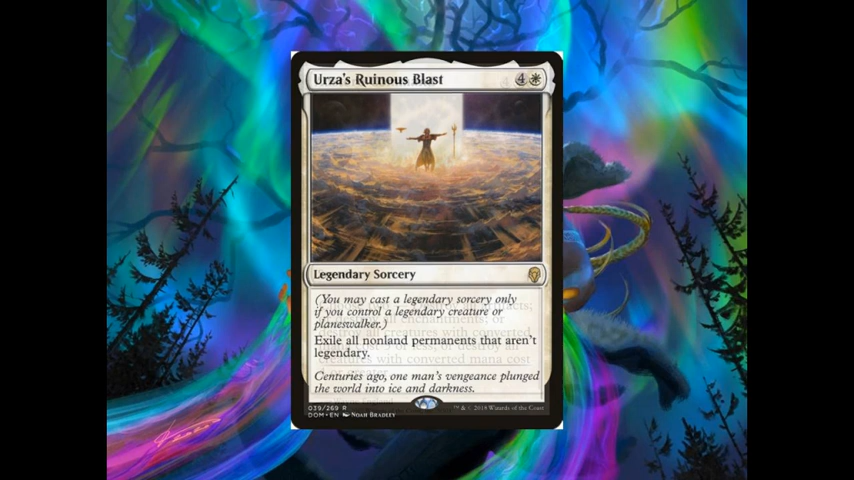 Urza's Ruinous Blast 4
Legendary Sorcery
(You may cast a legendary sorcery only
if you control a legendary creature or
planeswalker.)
Exile all nonland permanents that aren't
legendary.
Centuries ago, one man's vengeance plunged
the world into ice and darkness.
039/269 R
DOM • EN Noah Bradley
™ & © 2018 Wizards of the Coast